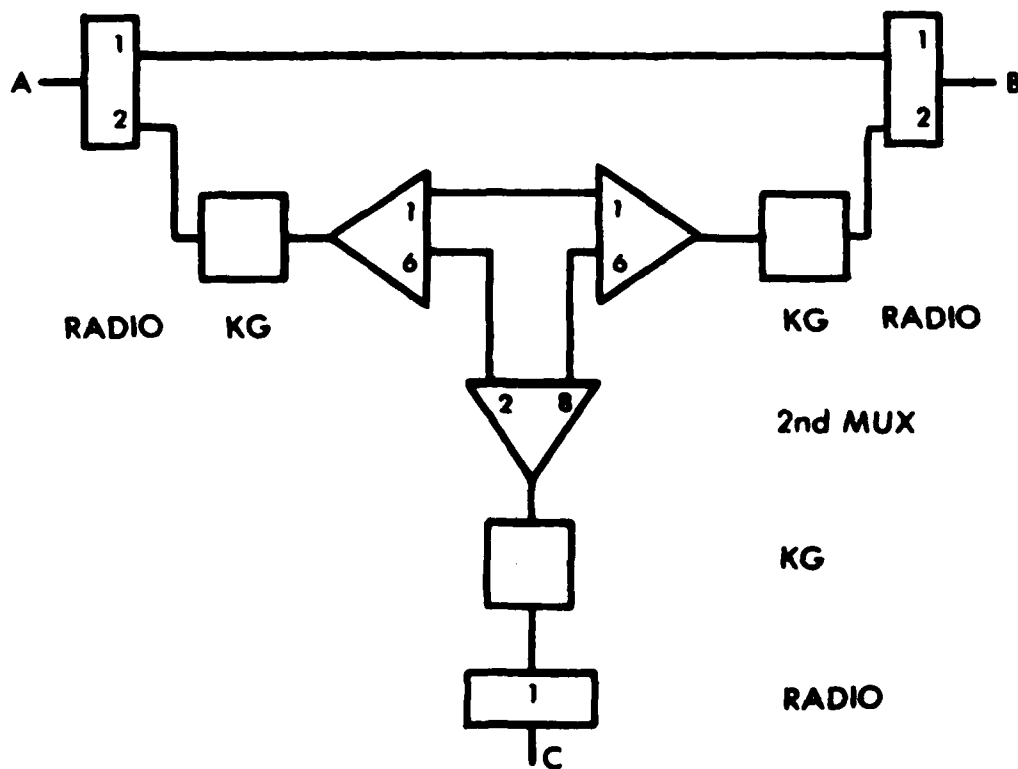 1 1
A B
2 2
1 1
6 6
RADIO KG KG RADIO
2 8 2nd MUX
KG
1 RADIO
C